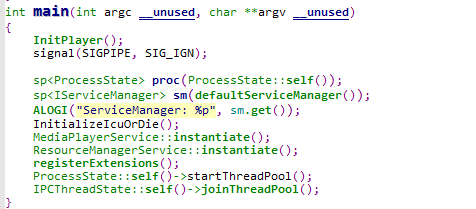 int main(int argc __unused, char **argv __unused)
{
    InitPlayer();
    signal(SIGPIPE, SIG_IGN);

    sp<ProcessState> proc(ProcessState::self());
    sp<IServiceManager> sm(defaultServiceManager());
    ALOGI("ServiceManager: %p", sm.get());
    InitializeIcuOrDie();
    MediaPlayerService::instantiate();
    ResourceManagerService::instantiate();
    registerExtensions();
    ProcessState::self()->startThreadPool();
    IPCThreadState::self()->joinThreadPool();
}